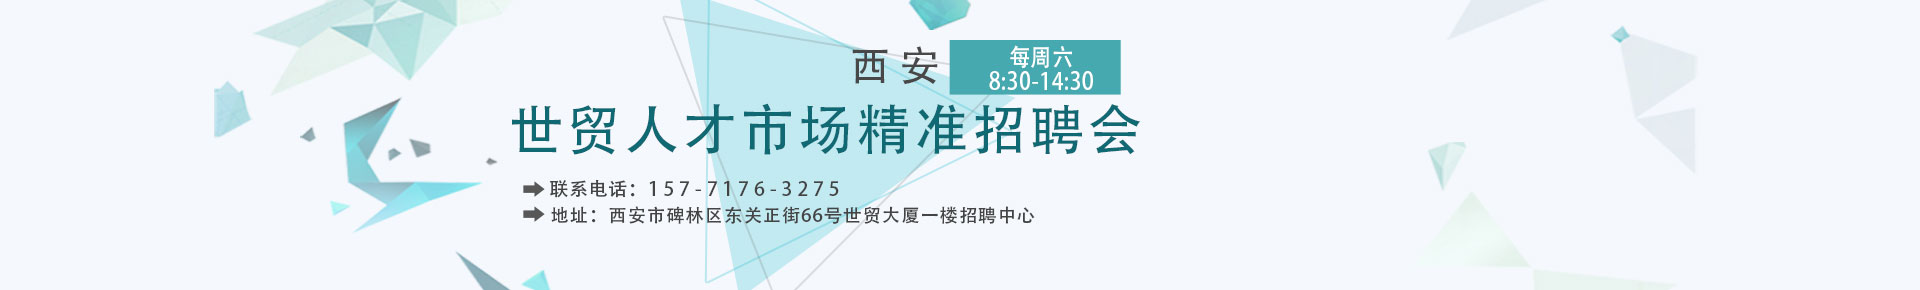 西安
每周六
8:30-14:30
世贸人才市场精准招聘会
联系电话：157-7176-3275
地址：西安市碑林区东关正街66号世贸大厦一楼招聘中心